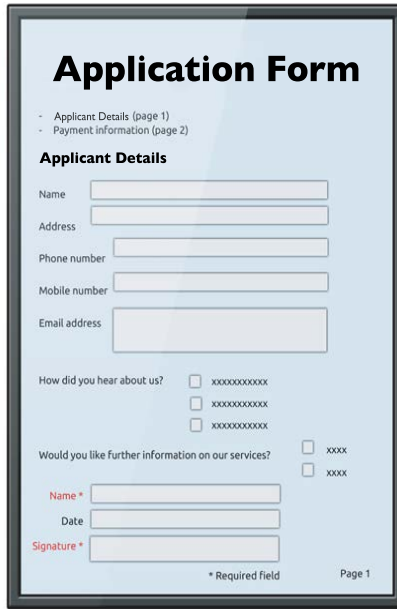 Application Form
- Applicant Details (page 1)
- Payment information (page 2)
Applicant Details
Name
Address
Phone number
Mobile number
Email address
How did you hear about us? xxxxxxxxxxx
xxxxxxxxxxx
xxxxxxxxxxx
Would you like further information on our services? xxxx
xxxx
Name *
Date
Signature *
* Required field Page 1